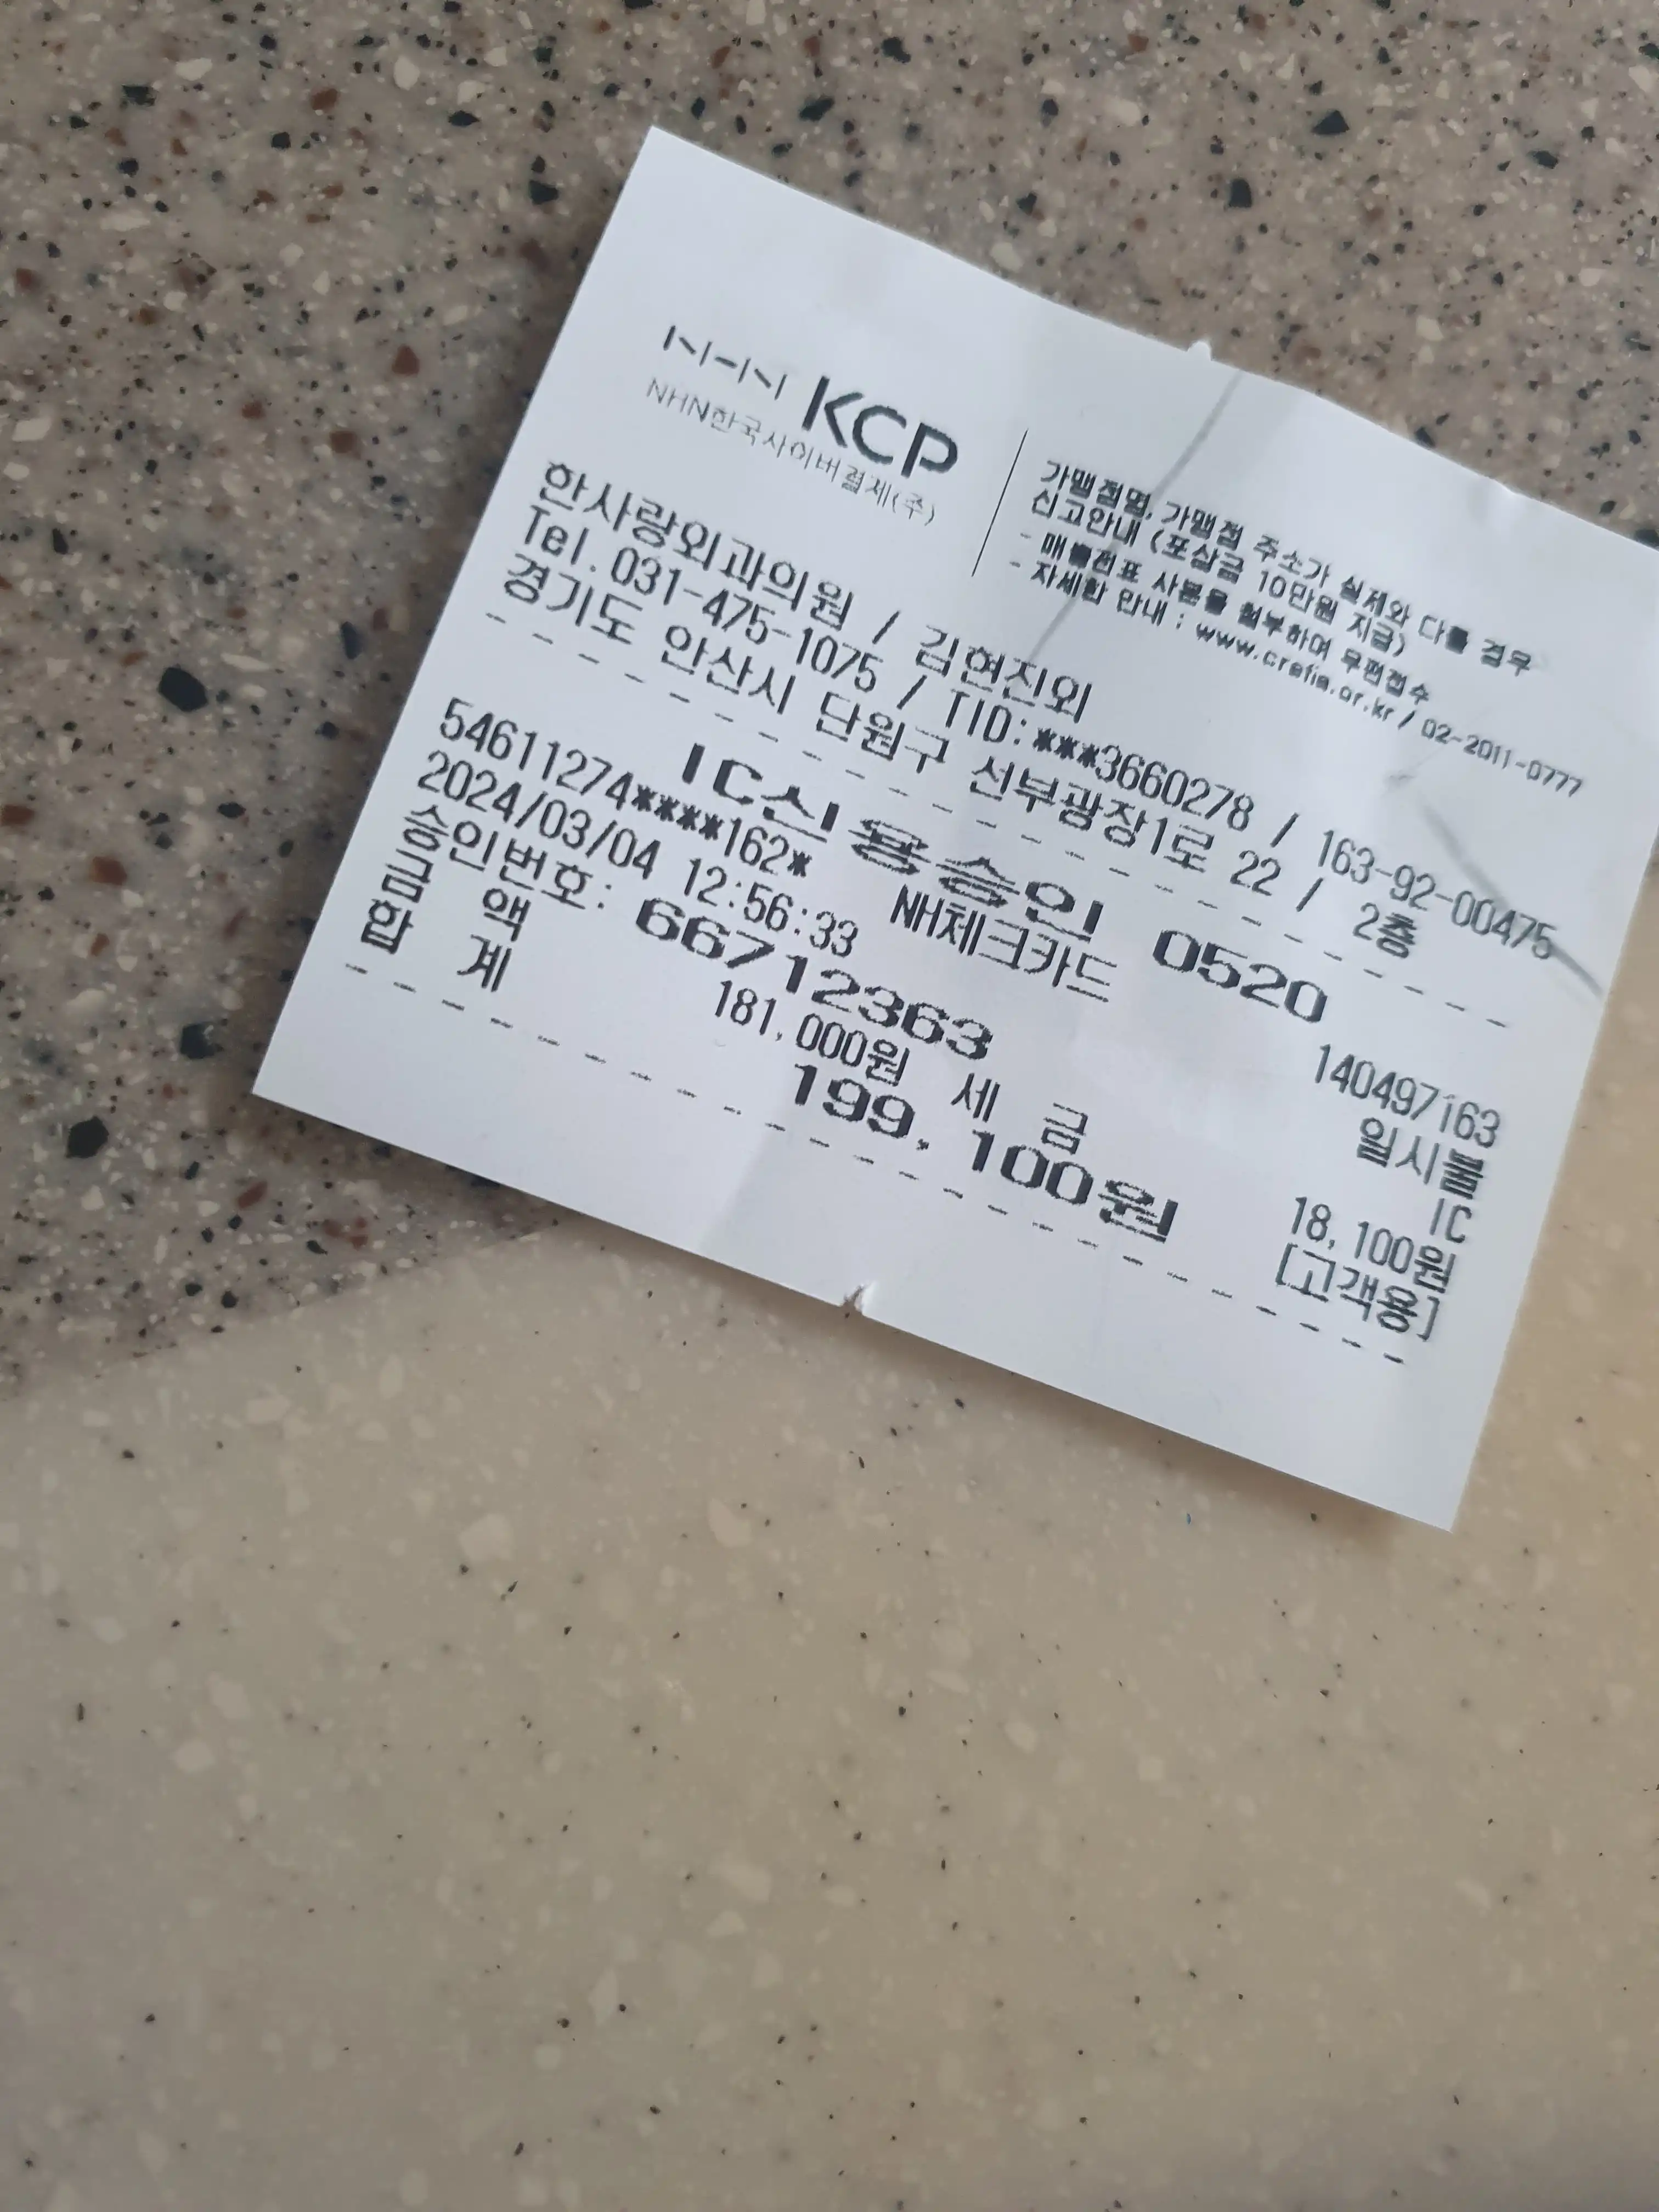 NHN KCP
NHN한국사이버결제(주)
가맹점명, 가맹점 주소가 실제와 다를 경우
신고안내 (포상금 10만원 지급)
- 매출전표 사본을 첨부하여 우편접수
- 자세한 안내 : www.crefia.or.kr / 02-2011-0777
한사랑외과의원 / 김현진외
Tel.031-475-1075 / TID:***3660278 / 163-92-00475
경기도 안산시 단원구 선부광장1로 22 / 2층
IC신용승인 0520
54611274****162* NH체크카드 140497163
2024/03/04 12:56:33 일시불
승인번호: 66712363 IC
금 액 181,000원 세 금 18,100원
합 계 199,100원 [고객용]